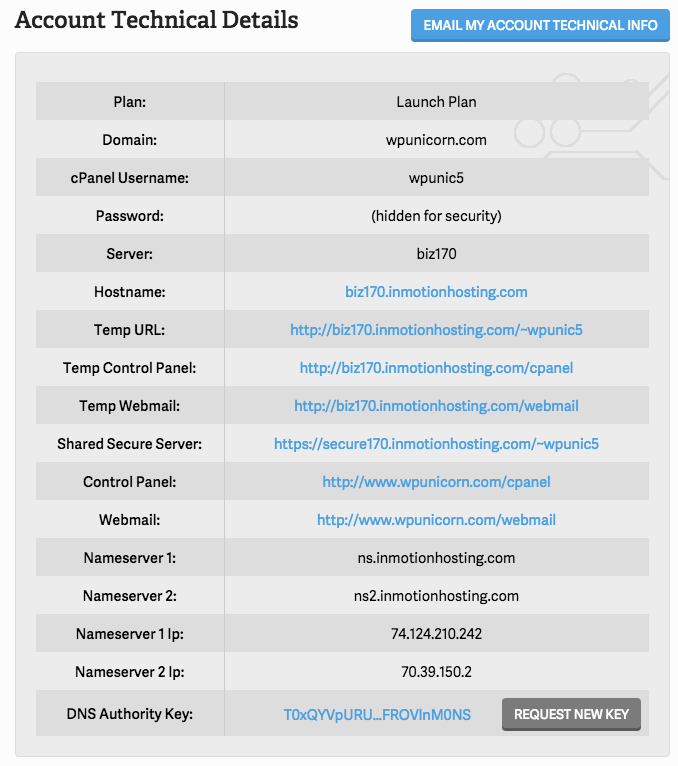 Account Technical Details
EMAIL MY ACCOUNT TECHNICAL INFO
Plan: Launch Plan
Domain: wpunicorn.com
cPanel Username: wpunic5
Password: (hidden for security)
Server: biz170
Hostname: biz170.inmotionhosting.com
Temp URL: http://biz170.inmotionhosting.com/~wpunic5
Temp Control Panel: http://biz170.inmotionhosting.com/cpanel
Temp Webmail: http://biz170.inmotionhosting.com/webmail
Shared Secure Server: https://secure170.inmotionhosting.com/~wpunic5
Control Panel: http://www.wpunicorn.com/cpanel
Webmail: http://www.wpunicorn.com/webmail
Nameserver 1: ns.inmotionhosting.com
Nameserver 2: ns2.inmotionhosting.com
Nameserver 1 Ip: 74.124.210.242
Nameserver 2 Ip: 70.39.150.2
DNS Authority Key: T0xQYVpURU...FROVlnM0NS REQUEST NEW KEY